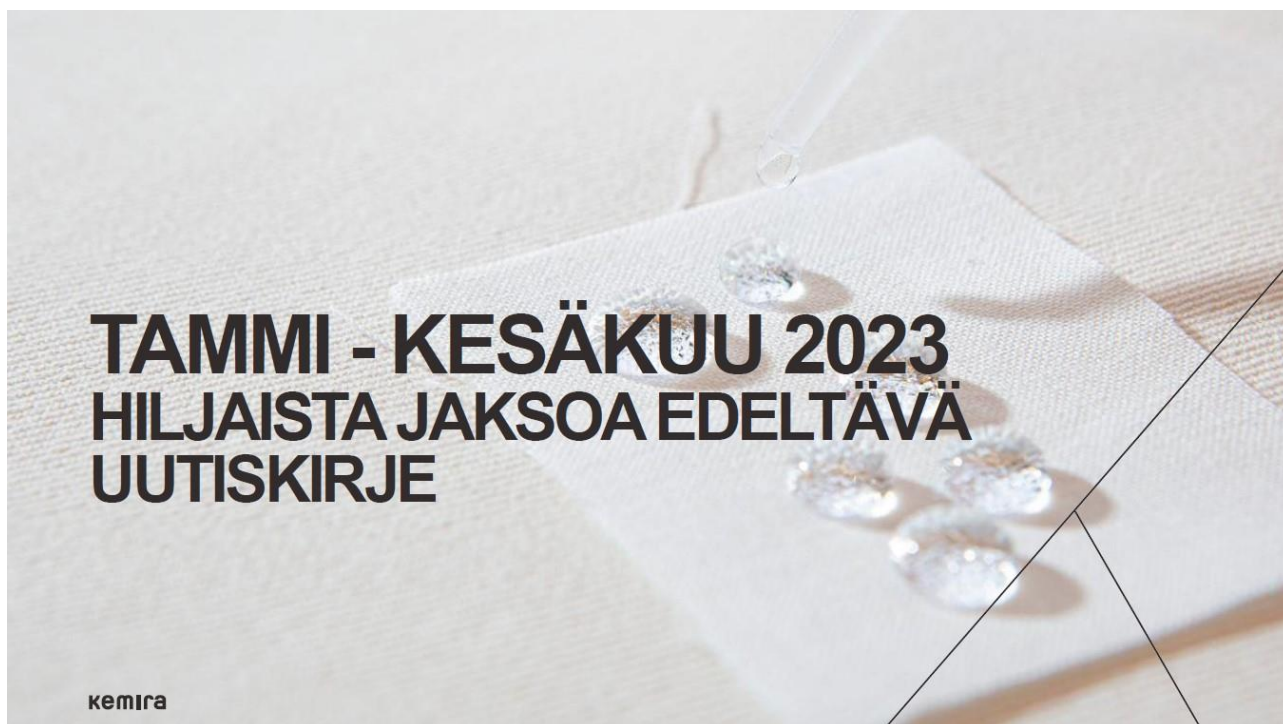 TAMMI - KESÄKUU 2023
HILJAISTA JAKSOA EDELTÄVÄ
UUTISKIRJE
kemira